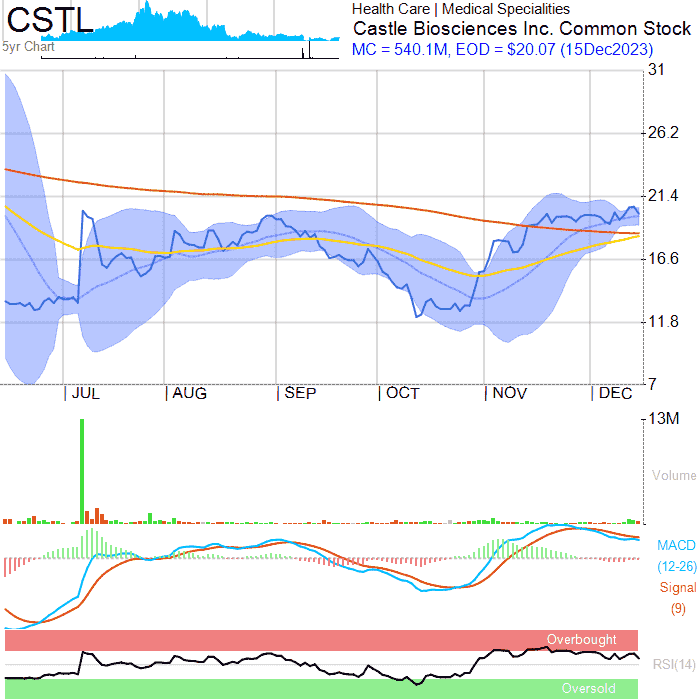 CSTL
5yr Chart
Health Care | Medical Specialities
Castle Biosciences Inc. Common Stock
MC = 540.1M, EOD = $20.07 (15Dec2023)
31
26.2
21.4
16.6
11.8
7
| JUL | AUG | SEP | OCT | NOV | DEC
13M
Volume
MACD
(12-26)
Signal
(9)
Overbought
RSI(14)
Oversold